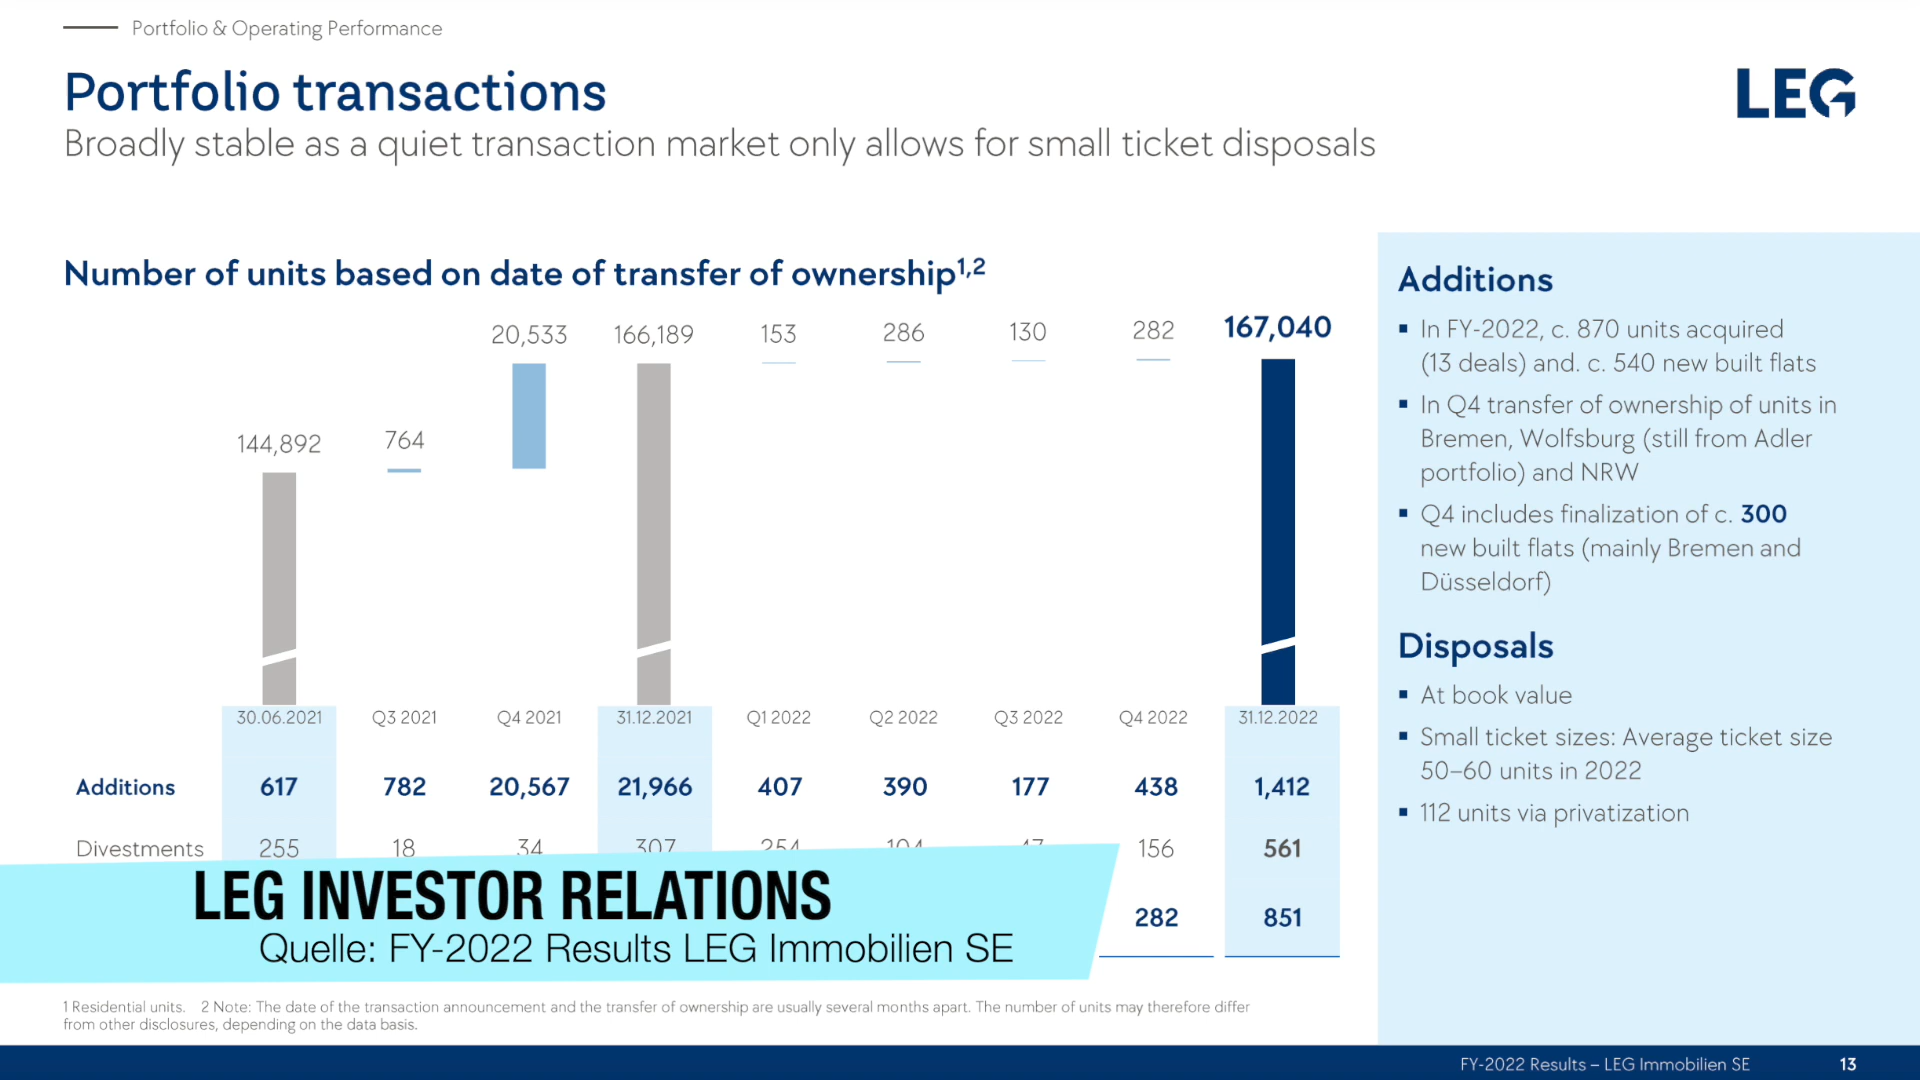 Portfolio & Operating Performance
Portfolio transactions
LEG
Broadly stable as a quiet transaction market only allows for small ticket disposals
Number of units based on date of transfer of ownership1,2
144,892 764 20,533 166,189 153 286 130 282 167,040
30.06.2021 Q3 2021 Q4 2021 31.12.2021 Q1 2022 Q2 2022 Q3 2022 Q4 2022 31.12.2022
Additions 617 782 20,567 21,966 407 390 177 438 1,412
Divestments 255 18 34 307 254 104 47 156 561
282 851
LEG INVESTOR RELATIONS
Quelle: FY-2022 Results LEG Immobilien SE
1 Residential units. 2 Note: The date of the transaction announcement and the transfer of ownership are usually several months apart. The number of units may therefore differ
from other disclosures, depending on the data basis.
Additions
▪ In FY-2022, c. 870 units acquired
(13 deals) and. c. 540 new built flats
▪ In Q4 transfer of ownership of units in
Bremen, Wolfsburg (still from Adler
portfolio) and NRW
▪ Q4 includes finalization of c. 300
new built flats (mainly Bremen and
Düsseldorf)
Disposals
▪ At book value
▪ Small ticket sizes: Average ticket size
50–60 units in 2022
▪ 112 units via privatization
FY-2022 Results – LEG Immobilien SE 13